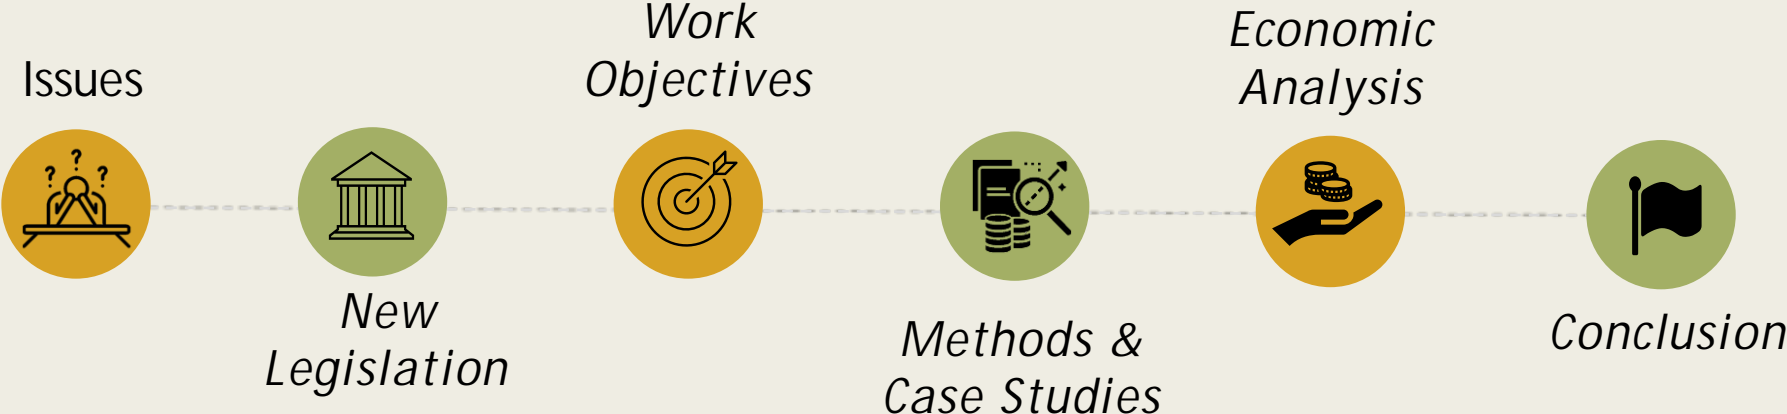 Issues
New
Legislation
Work
Objectives
Methods &
Case Studies
Economic
Analysis
Conclusion